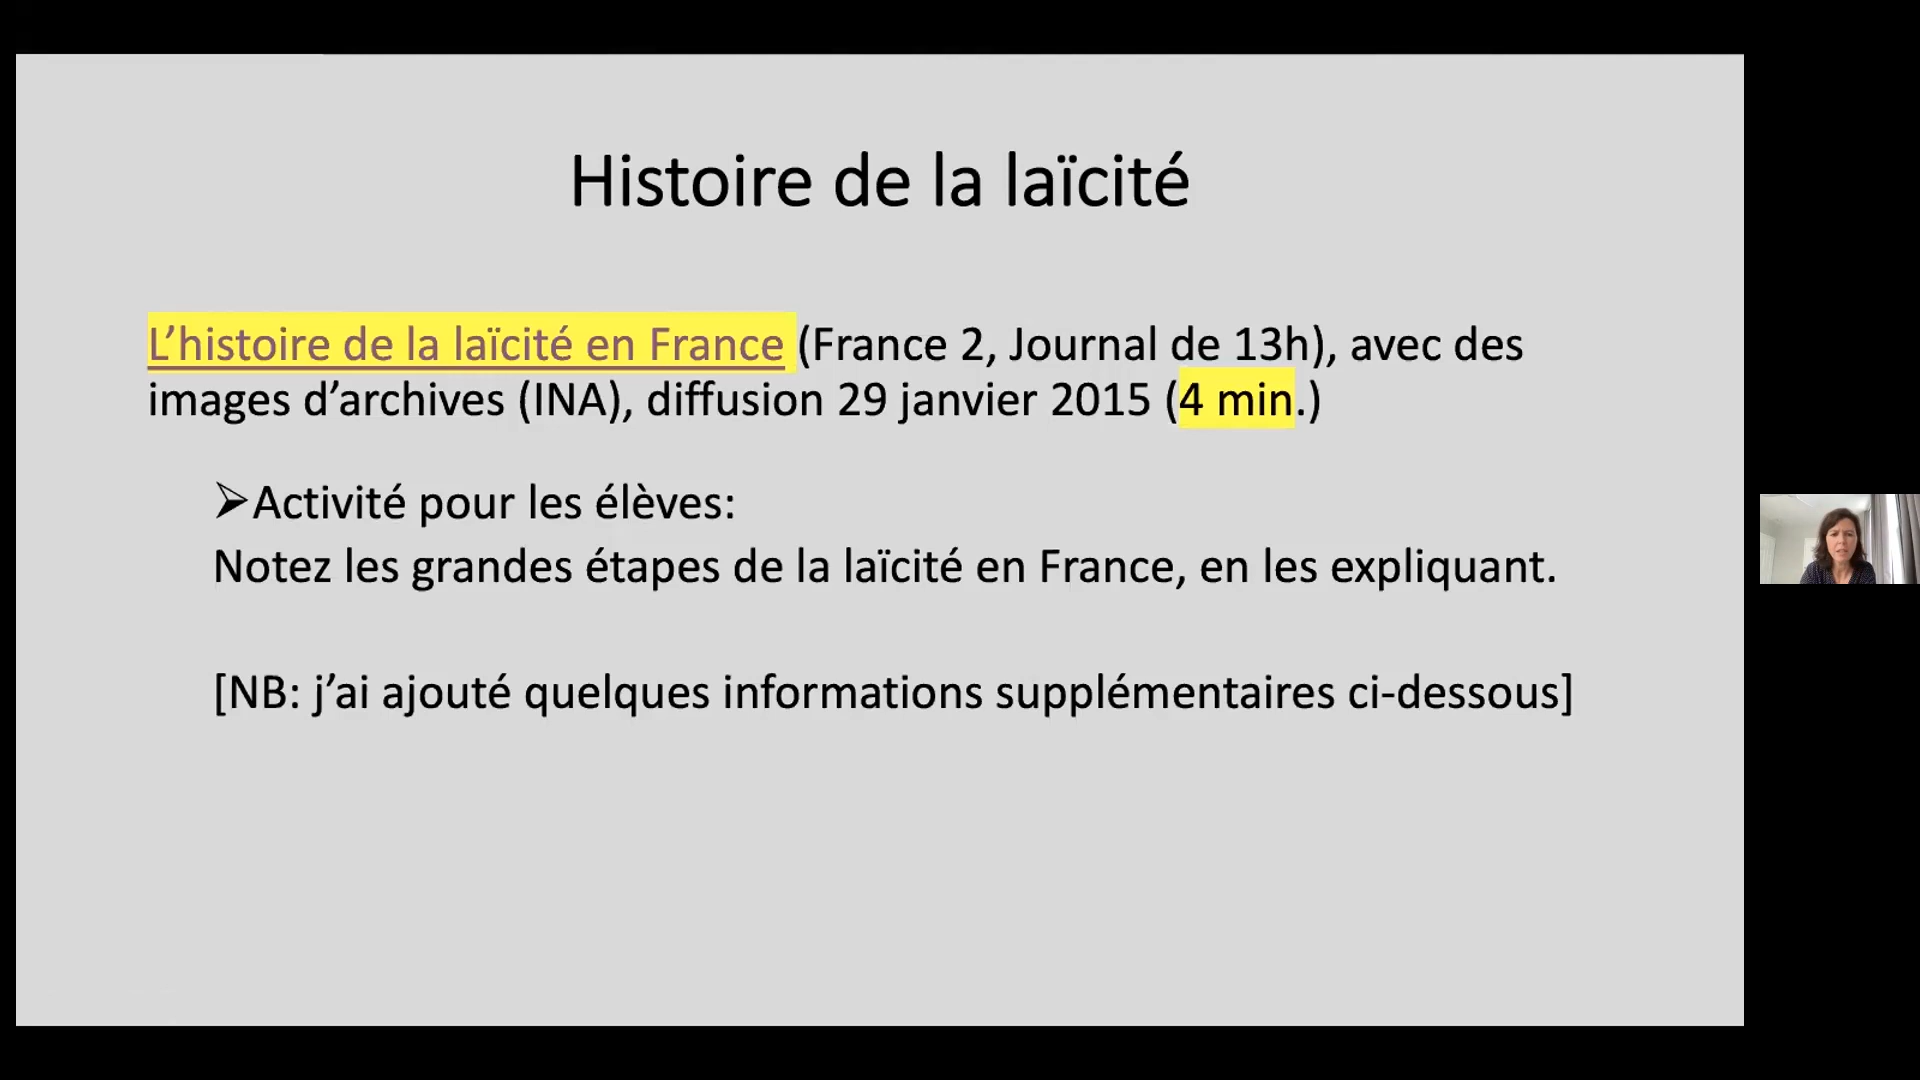 Histoire de la laïcité
L’histoire de la laïcité en France (France 2, Journal de 13h), avec des
images d’archives (INA), diffusion 29 janvier 2015 (4 min.)
➢Activité pour les élèves:
Notez les grandes étapes de la laïcité en France, en les expliquant.
[NB: j’ai ajouté quelques informations supplémentaires ci-dessous]